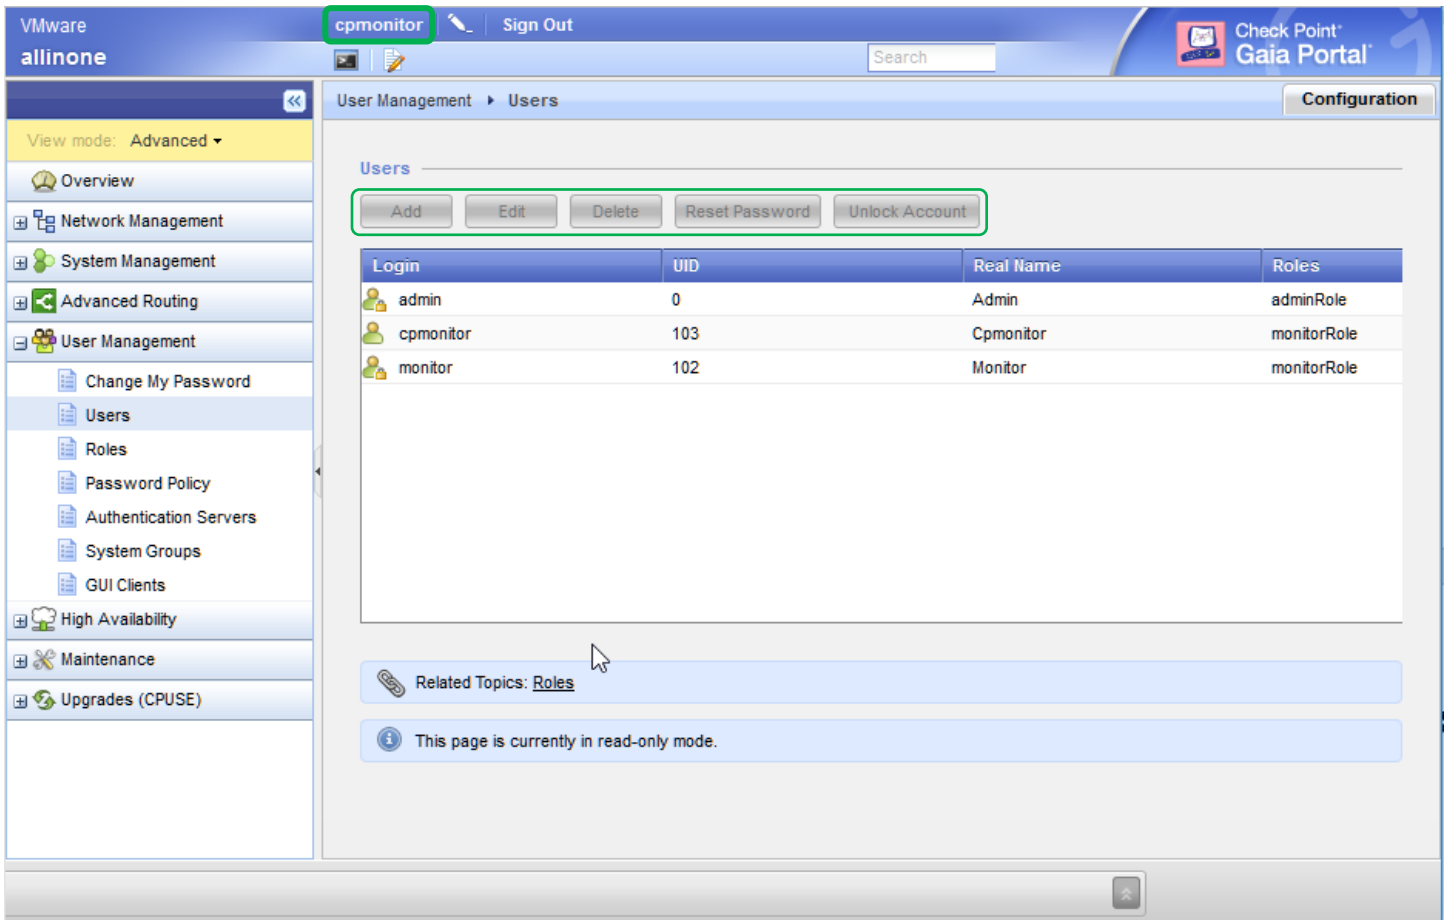 VMware
allinone
cpmonitor
Sign Out
Search
Check Point
Gaia Portal
User Management Users
Configuration
View mode: Advanced
Overview
Network Management
System Management
Advanced Routing
User Management
Change My Password
Users
Roles
Password Policy
Authentication Servers
System Groups
GUI Clients
High Availability
Maintenance
Upgrades (CPUSE)
Users
Add Edit Delete Reset Password Unlock Account
Login UID Real Name Roles
admin 0 Admin adminRole
cpmonitor 103 Cpmonitor monitorRole
monitor 102 Monitor monitorRole
Related Topics: Roles
This page is currently in read-only mode.